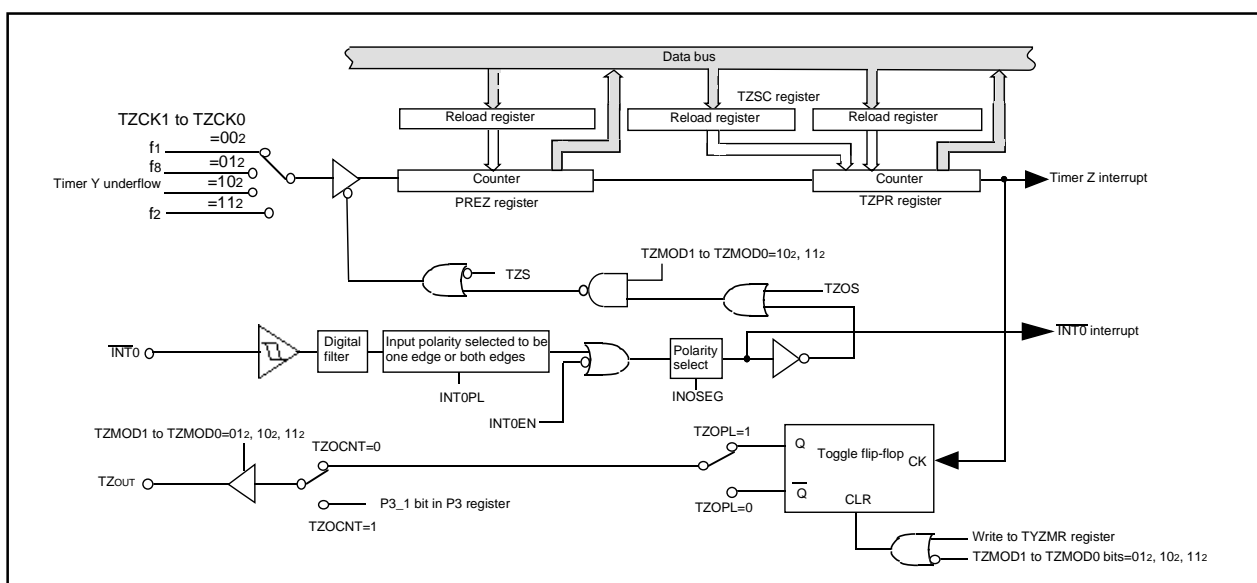 Data bus
TZSC register
Reload register
Reload register
Reload register
TZCK1 to TZCK0
=002
f1
=012
f8
Timer Y underflow
=102
=112
f2
Counter
PREZ register
Counter
TZPR register
Timer Z interrupt
TZMOD1 to TZMOD0=102, 112
TZS
TZOS
INT0
Digital
filter
Input polarity selected to be
one edge or both edges
Polarity
select
INT0 interrupt
INT0PL
INOSEG
INT0EN
TZMOD1 to TZMOD0=012, 102, 112
TZOCNT=0
TZOPL=1
Q
Toggle flip-flop
CK
TZOUT
P3_1 bit in P3 register
TZOCNT=1
TZOPL=0
Q
CLR
Write to TYZMR register
TZMOD1 to TZMOD0 bits=012, 102, 112